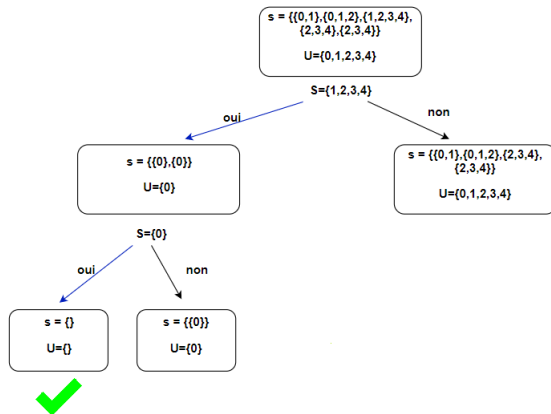 s = {{0,1},{0,1,2},{1,2,3,4},
{2,3,4},{2,3,4}}
U={0,1,2,3,4}
S={1,2,3,4}
oui
non
s = {{0},{0}}
U={0}
s = {{0,1},{0,1,2},{2,3,4},
{2,3,4}}
U={0,1,2,3,4}
S={0}
oui
non
s = {}
U={}
s = {{0}}
U={0}